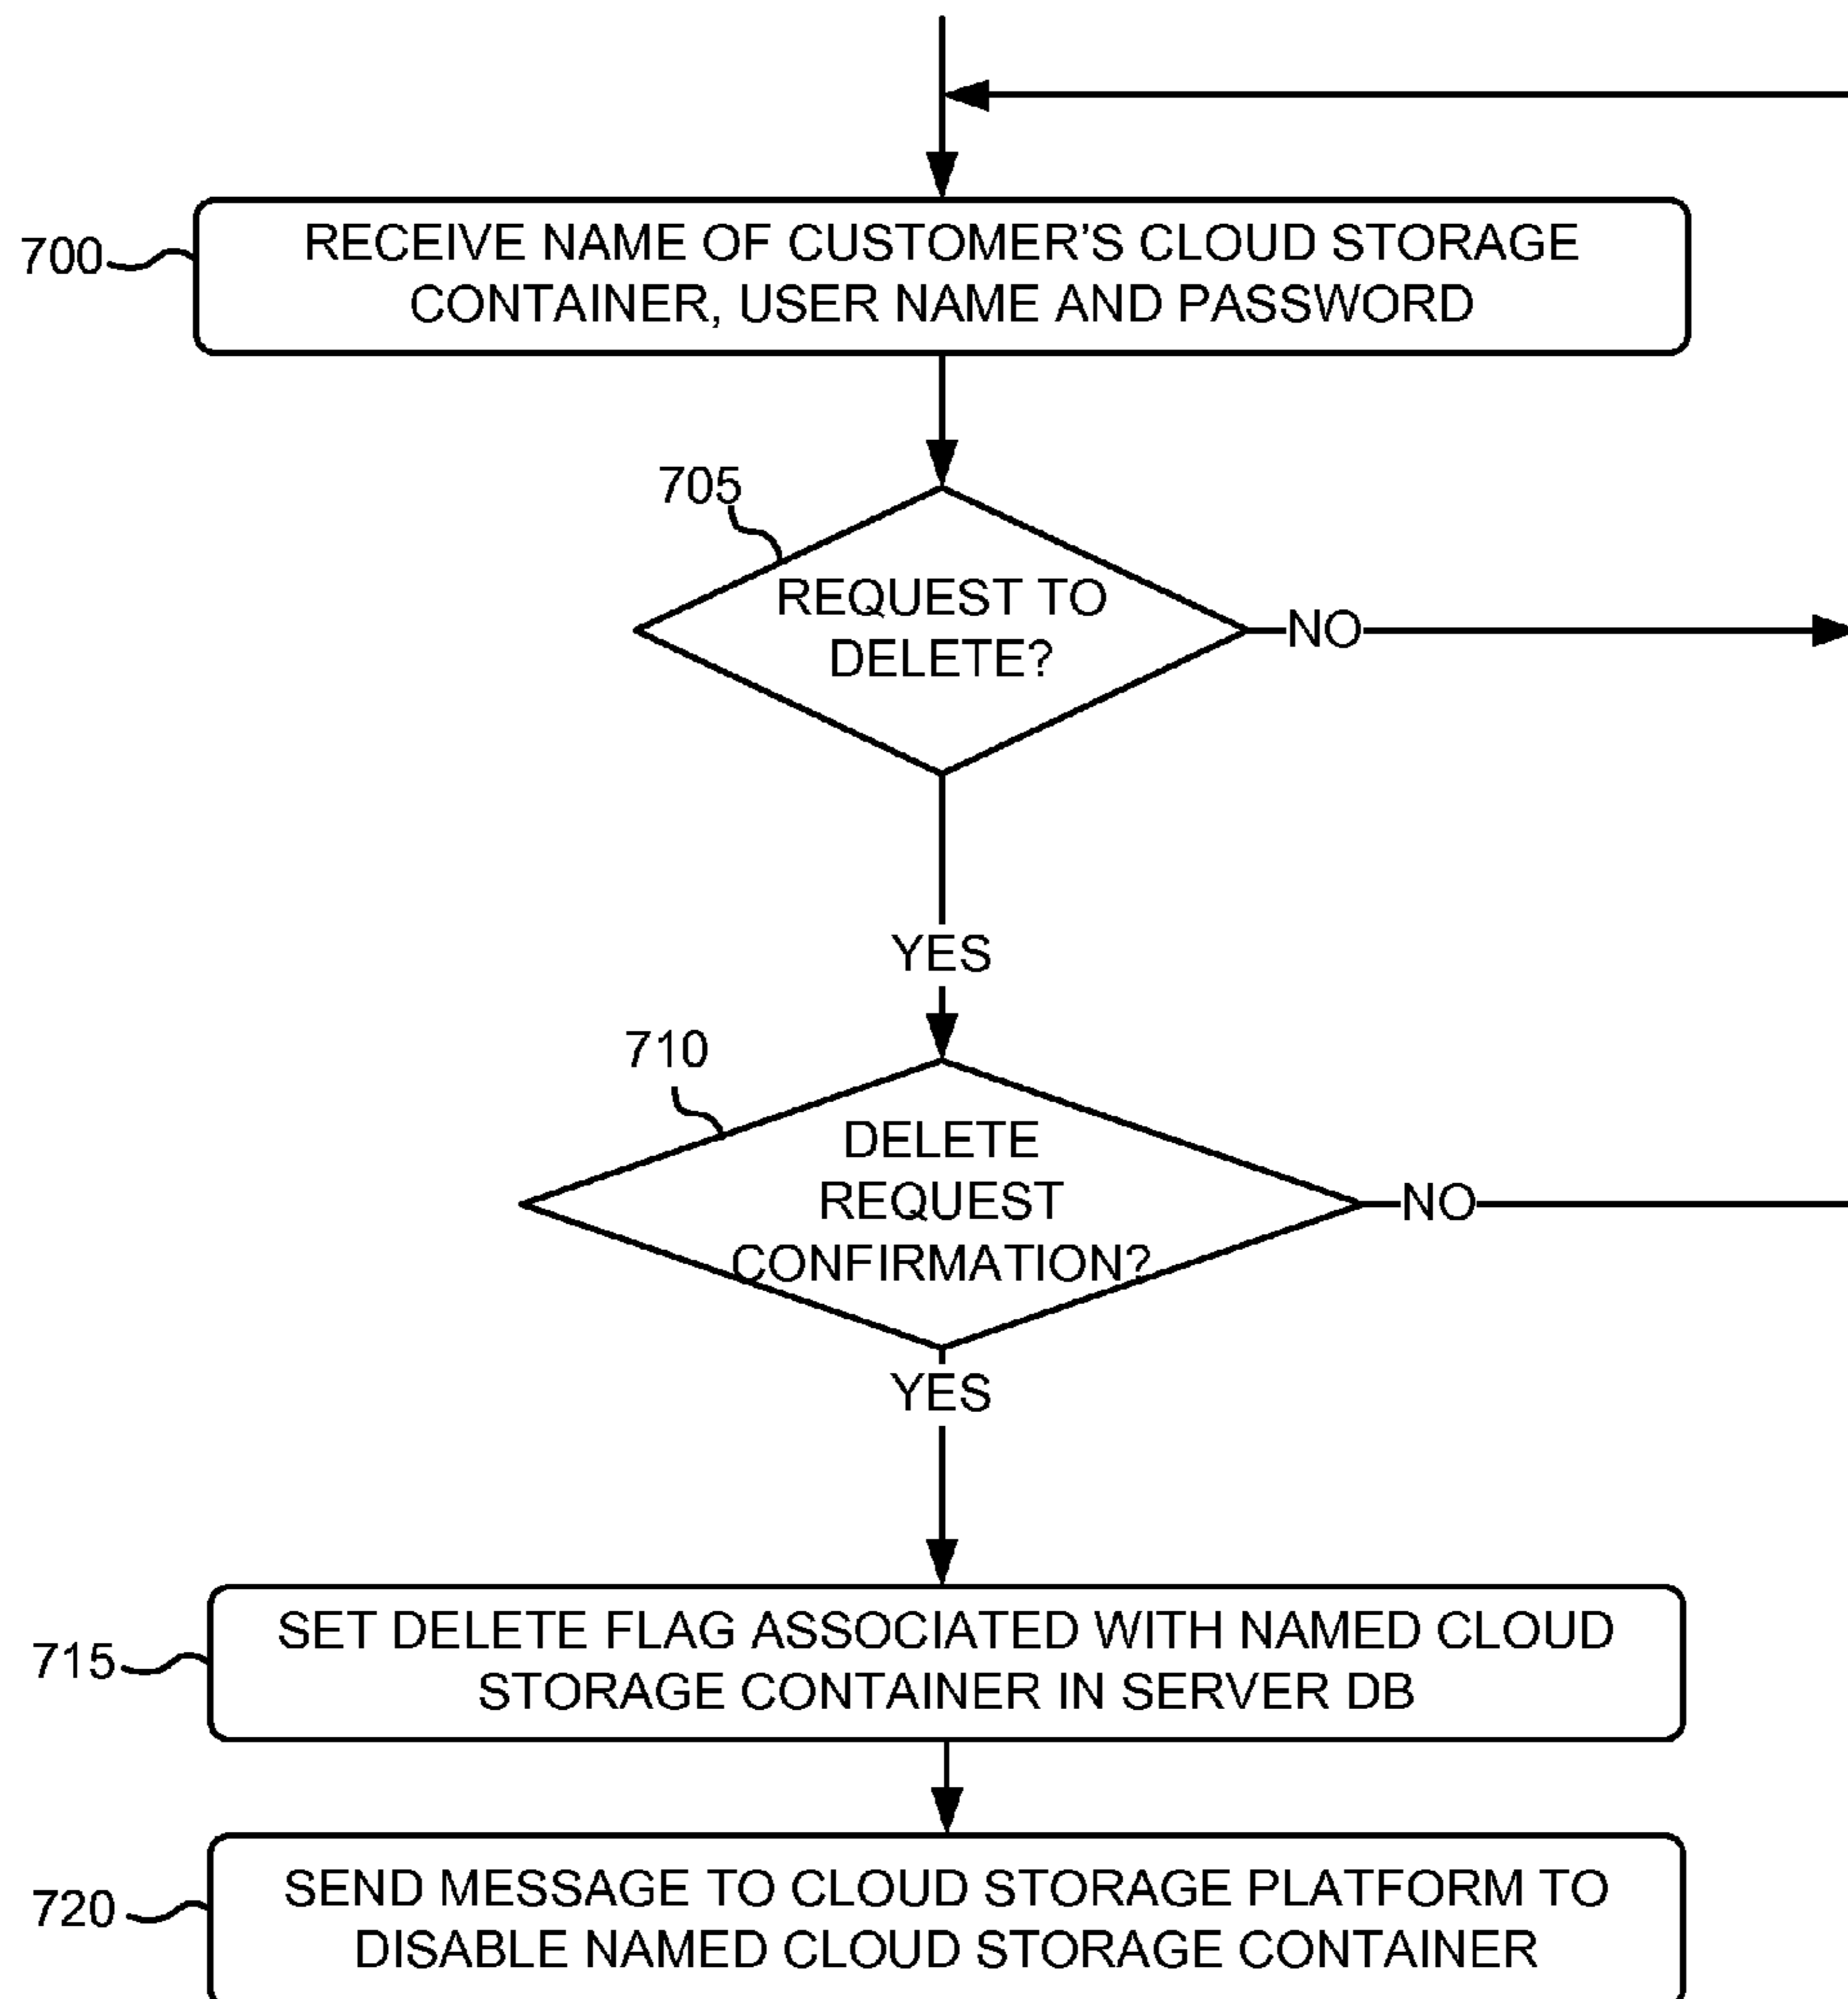 700
RECEIVE NAME OF CUSTOMER'S CLOUD STORAGE
CONTAINER, USER NAME AND PASSWORD
705
REQUEST TO
DELETE?
NO
YES
710
DELETE
REQUEST
CONFIRMATION?
NO
YES
715
SET DELETE FLAG ASSOCIATED WITH NAMED CLOUD
STORAGE CONTAINER IN SERVER DB
720
SEND MESSAGE TO CLOUD STORAGE PLATFORM TO
DISABLE NAMED CLOUD STORAGE CONTAINER